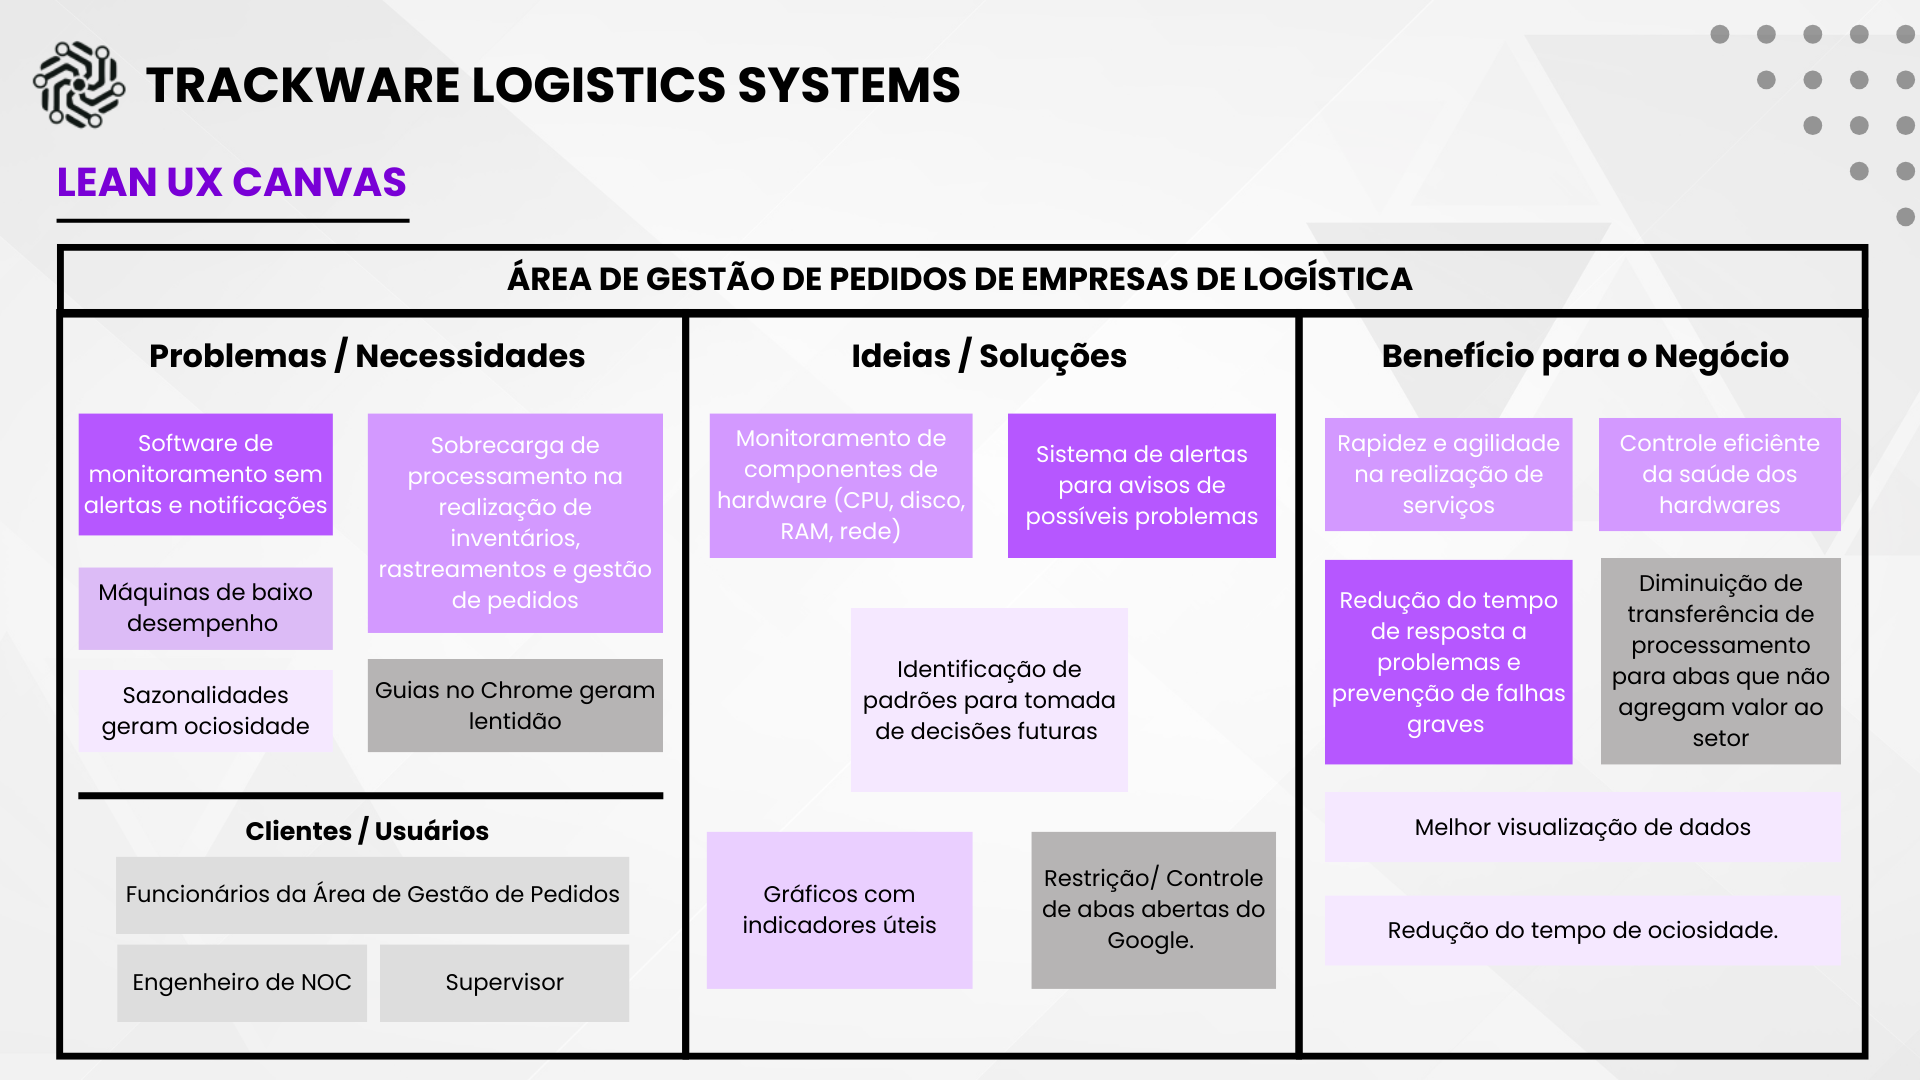 TRACKWARE LOGISTICS SYSTEMS
LEAN UX CANVAS
ÁREA DE GESTÃO DE PEDIDOS DE EMPRESAS DE LOGÍSTICA
Problemas / Necessidades
Software de
monitoramento sem
alertas e notificações
Sobrecarga de
processamento na
realização de
inventários,
rastreamentos e gestão
de pedidos
Máquinas de baixo
desempenho
Sazonalidades
geram ociosidade
Guias no Chrome geram
lentidão
Clientes / Usuários
Funcionários da Área de Gestão de Pedidos
Engenheiro de NOC
Supervisor
Ideias / Soluções
Monitoramento de
componentes de
hardware (CPU, disco,
RAM, rede)
Sistema de alertas
para avisos de
possíveis problemas
Identificação de
padrões para tomada
de decisões futuras
Gráficos com
indicadores úteis
Restrição/ Controle
de abas abertas do
Google.
Benefício para o Negócio
Rapidez e agilidade
na realização de
serviços
Controle eficiênte
da saúde dos
hardwares
Redução do tempo
de resposta a
problemas e
prevenção de falhas
graves
Diminuição de
transferência de
processamento
para abas que não
agregam valor ao
setor
Melhor visualização de dados
Redução do tempo de ociosidade.